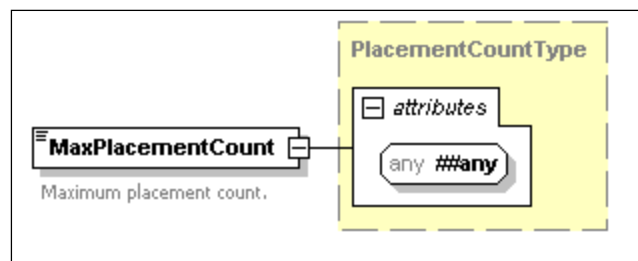 PlacementCountType
attributes
MaxPlacementCount
any ##any
Maximum placement count.